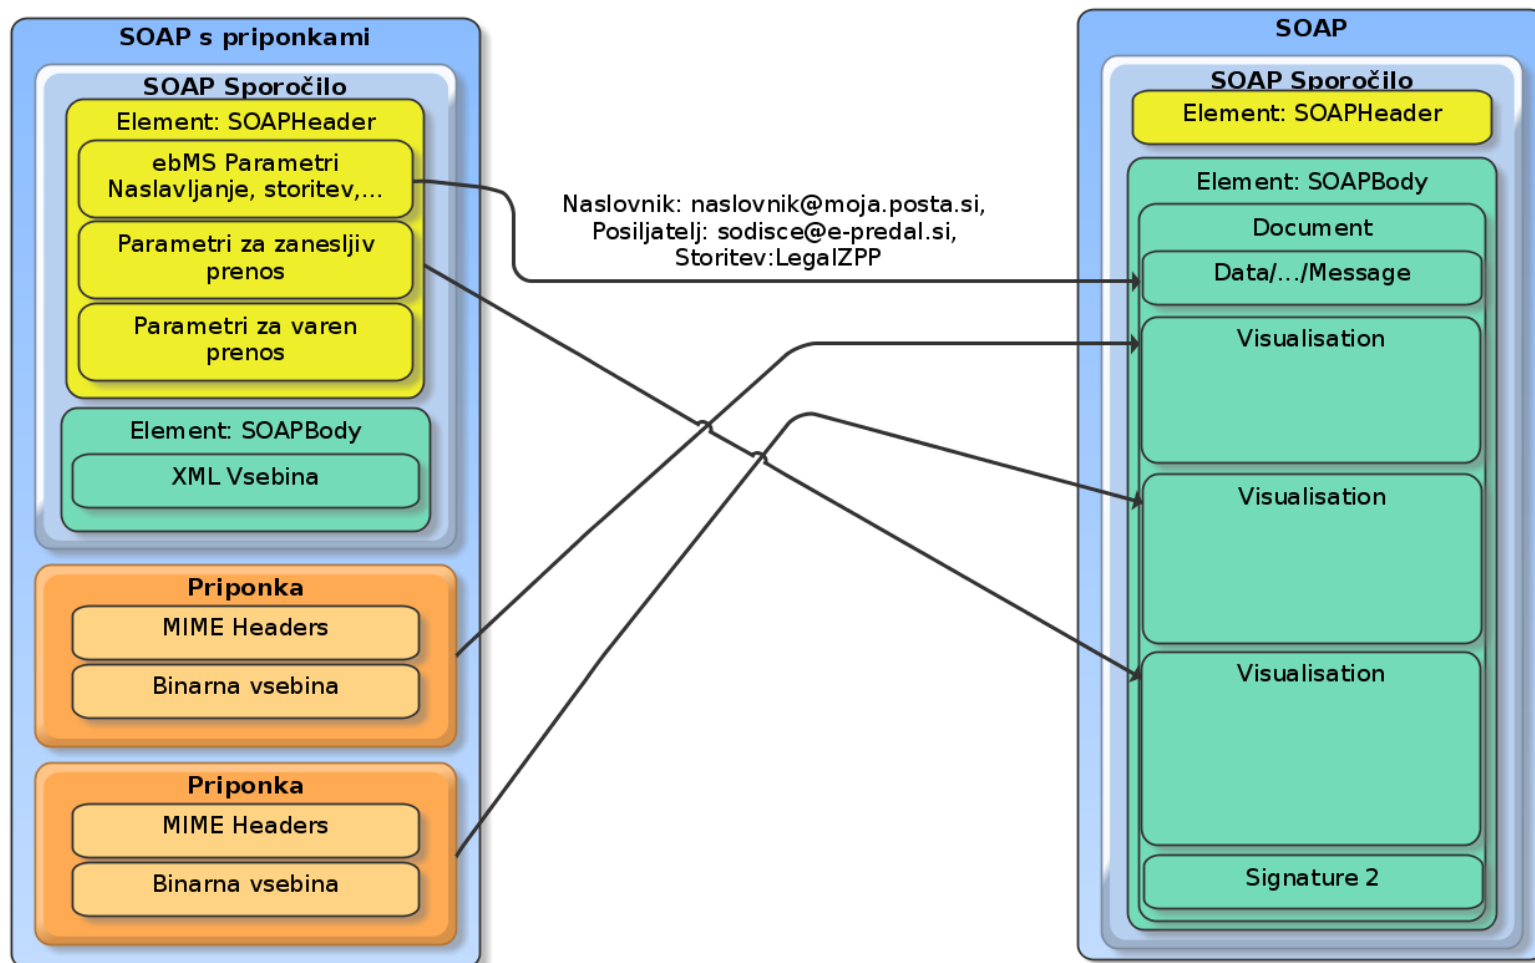 SOAP s priponkami
SOAP Sporočilo
Element: SOAPHeader
ebMS Parametri
Naslavljanje, storitev,...
Parametri za zanesljiv
prenos
Parametri za varen
prenos
Element: SOAPBody
XML Vsebina
Priponka
MIME Headers
Binarna vsebina
Priponka
MIME Headers
Binarna vsebina
Naslovnik: naslovnik@moja.posta.si,
Posiljatelj: sodisce@e-predal.si,
Storitev:LegalZPP
SOAP
SOAP Sporočilo
Element: SOAPHeader
Element: SOAPBody
Document
Data/.../Message
Visualisation
Visualisation
Visualisation
Signature 2